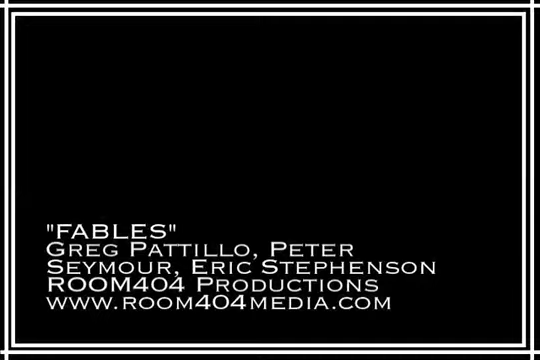 "FABLES"
Greg Pattillo, Peter
Seymour, Eric Stephenson
ROOM404 Productions
www.room404media.com